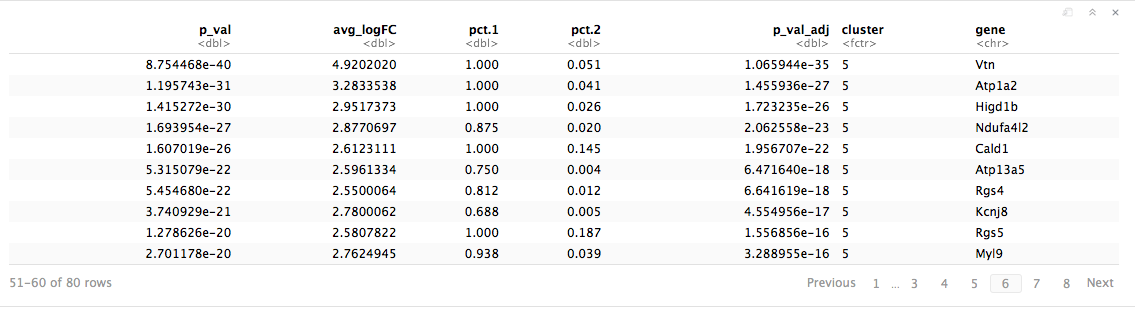 p_val avg_logFC pct.1 pct.2 p_val_adj cluster gene
<dbl> <dbl> <dbl> <dbl> <dbl> <fctr> <chr>
8.754468e-40 4.9202020 1.000 0.051 1.065944e-35 5 Vtn
1.195743e-31 3.2833538 1.000 0.041 1.455936e-27 5 Atp1a2
1.415272e-30 2.9517373 1.000 0.026 1.723235e-26 5 Higd1b
1.693954e-27 2.8770697 0.875 0.020 2.062558e-23 5 Ndufa4l2
1.607019e-26 2.6123111 1.000 0.145 1.956707e-22 5 Cald1
5.315079e-22 2.5961334 0.750 0.004 6.471640e-18 5 Atp13a5
5.454680e-22 2.5500064 0.812 0.012 6.641619e-18 5 Rgs4
3.740929e-21 2.7800062 0.688 0.005 4.554956e-17 5 Kcnj8
1.278626e-20 2.5807822 1.000 0.187 1.556856e-16 5 Rgs5
2.701178e-20 2.7624945 0.938 0.039 3.288955e-16 5 Myl9
51-60 of 80 rows Previous 1 ... 3 4 5 6 7 8 Next